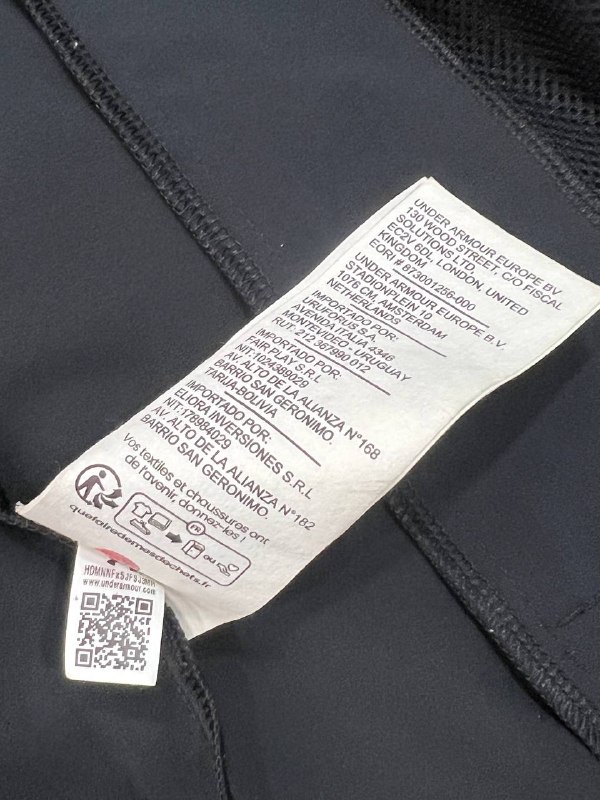 UNDER ARMOUR EUROPE BV
130 WOOD STREET, C/O FISCAL
SOLUTIONS LTD,
EC2V 6DL, LONDON, UNITED
KINGDOM
EORI # 873001256-000
UNDER ARMOUR EUROPE B.V.
STADIONPLEIN 10
1076 CM, AMSTERDAM
NETHERLANDS
IMPORTADO POR:
URUFORUS S.A.
AVENIDA ITALIA 4346
MONTEVIDEO- URUGUAY
RUT: 212 367990 012
IMPORTADO POR:
FAIR PLAY S.R.L
NIT:1024389029
AV. ALTO DE LA ALIANZA N°168
BARRIO SAN GERONIMO.
TARIJA-BOLIVIA
IMPORTADO POR:
ELIORA INVERSIONES S.R.L
NIT:178984029
AV. ALTO DE LA ALIANZA N°182
BARRIO SAN GERONIMO.
Vos textiles et chaussures ont
de l'avenir, donnez-les !
FR
ou
quefairedemesdechets.fr
www.underarmour.com